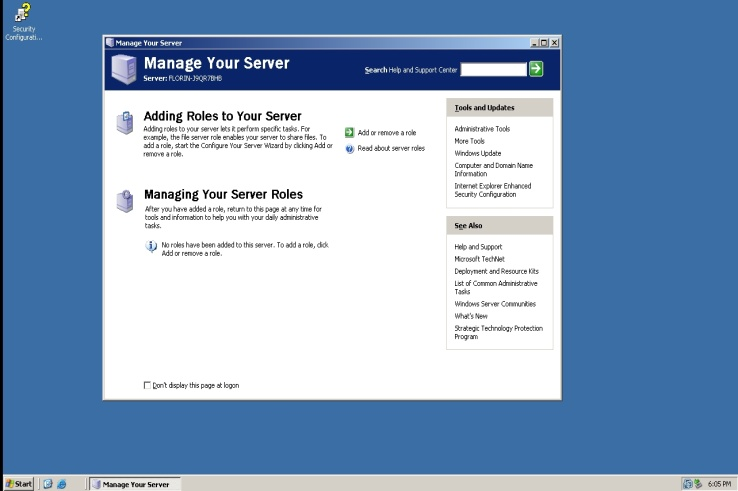 Security
Configurati...
Manage Your Server
Manage Your Server
Server: FLORIN-J9QR78HB
Search Help and Support Center
Adding Roles to Your Server
Adding roles to your server lets it perform specific tasks. For
example, the file server role enables your server to share files. To
add a role, start the Configure Your Server Wizard by clicking Add or
remove a role.
Add or remove a role
Read about server roles
Managing Your Server Roles
After you have added a role, return to this page at any time for
tools and information to help you with your daily administrative
tasks.
No roles have been added to this server. To add a role, click
Add or remove a role.
Don't display this page at logon
Tools and Updates
Administrative Tools
More Tools
Windows Update
Computer and Domain Name
Information
Internet Explorer Enhanced
Security Configuration
See Also
Help and Support
Microsoft TechNet
Deployment and Resource Kits
List of Common Administrative
Tasks
Windows Server Communities
What's New
Strategic Technology Protection
Program
Start
Manage Your Server
6:05 PM